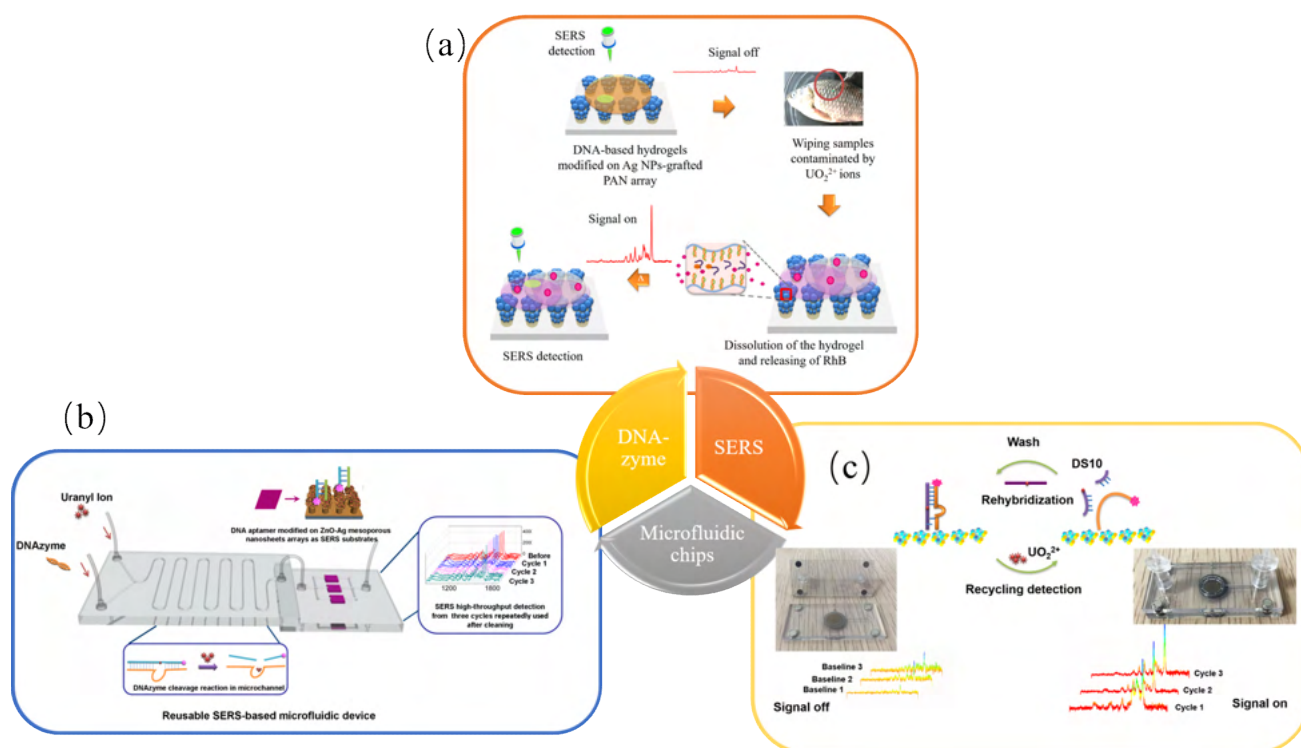 (a)
SERS
detection
Signal off
DNA-based hydrogels
modified on Ag NPs-grafted
PAN array
Wiping samples
contaminated by
UO₂²⁺ ions
Signal on
A
SERS detection
Dissolution of the hydrogel
and releasing of RhB
DNA-
zyme
SERS
Microfluidic
chips
(b)
Uranyl Ion
DNAzyme
DNA aptamer modified on ZnO-Ag mesoporous
nanosheets arrays as SERS substrates
400
200
0
Before
Cycle 1
Cycle 2
Cycle 3
1200
1800
SERS high-throughput detection
from three cycles repeatedly used
after cleaning
DNAzyme cleavage reaction in microchannel
Reusable SERS-based microfluidic device
(c)
Wash
DS10
Rehybridization
UO₂²⁺
Recycling detection
Baseline 3
Baseline 2
Baseline 1
Signal off
Cycle 3
Cycle 2
Cycle 1
Signal on